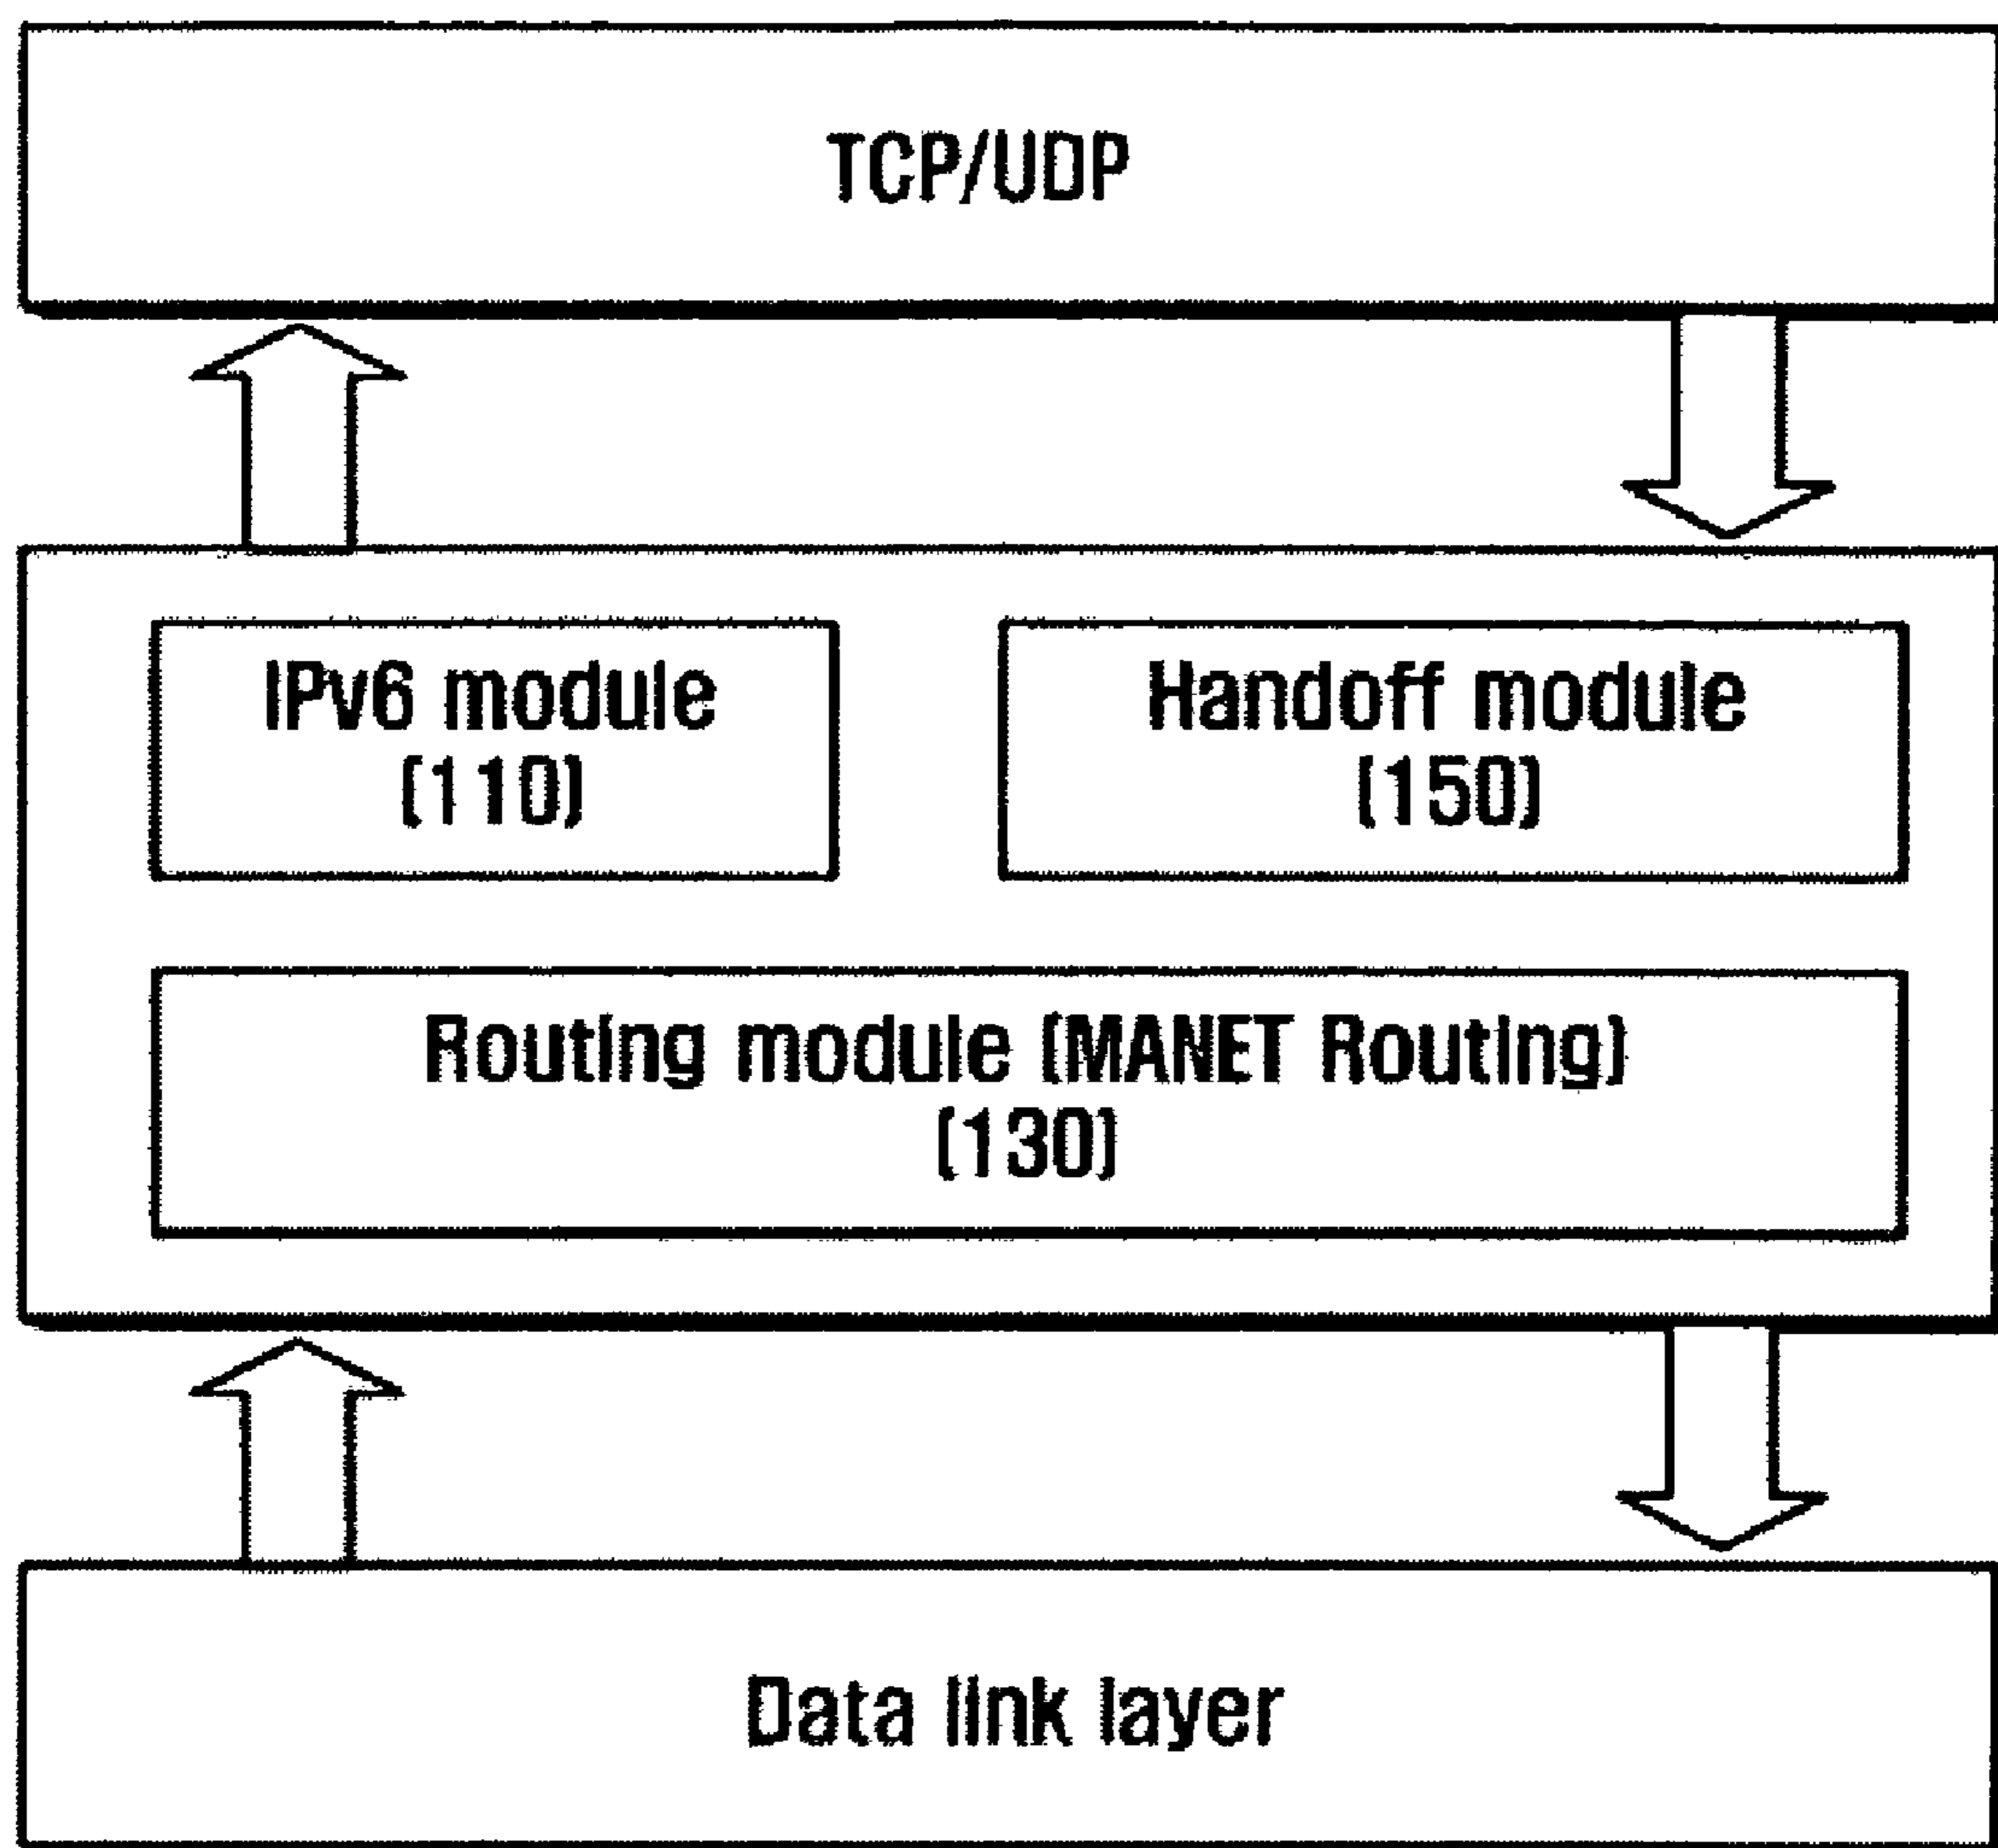 TCP/UDP
IPv6 module
(110)
Handoff module
(150)
Routing module (MANET Routing)
(130)
Data link layer